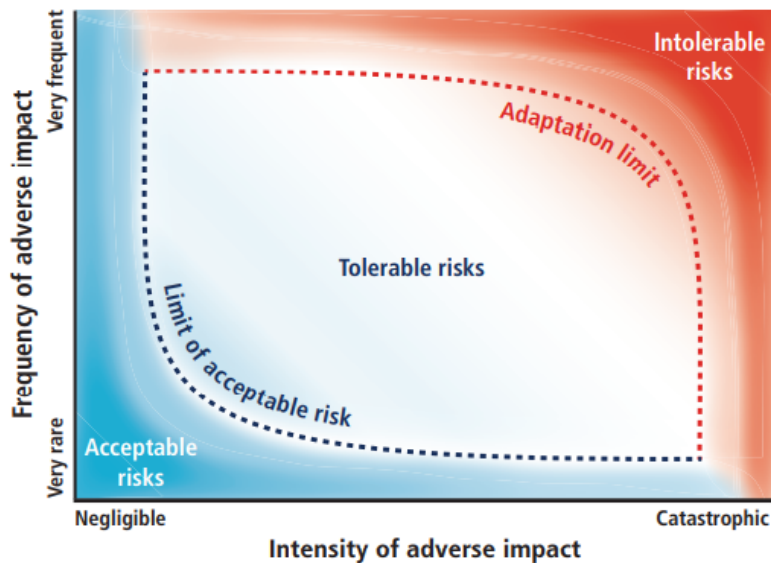 Very frequent
Intolerable
risks
Adaptation limit
Frequency of adverse impact
Tolerable risks
Limit of acceptable risk
Very rare
Acceptable
risks
Negligible
Catastrophic
Intensity of adverse impact